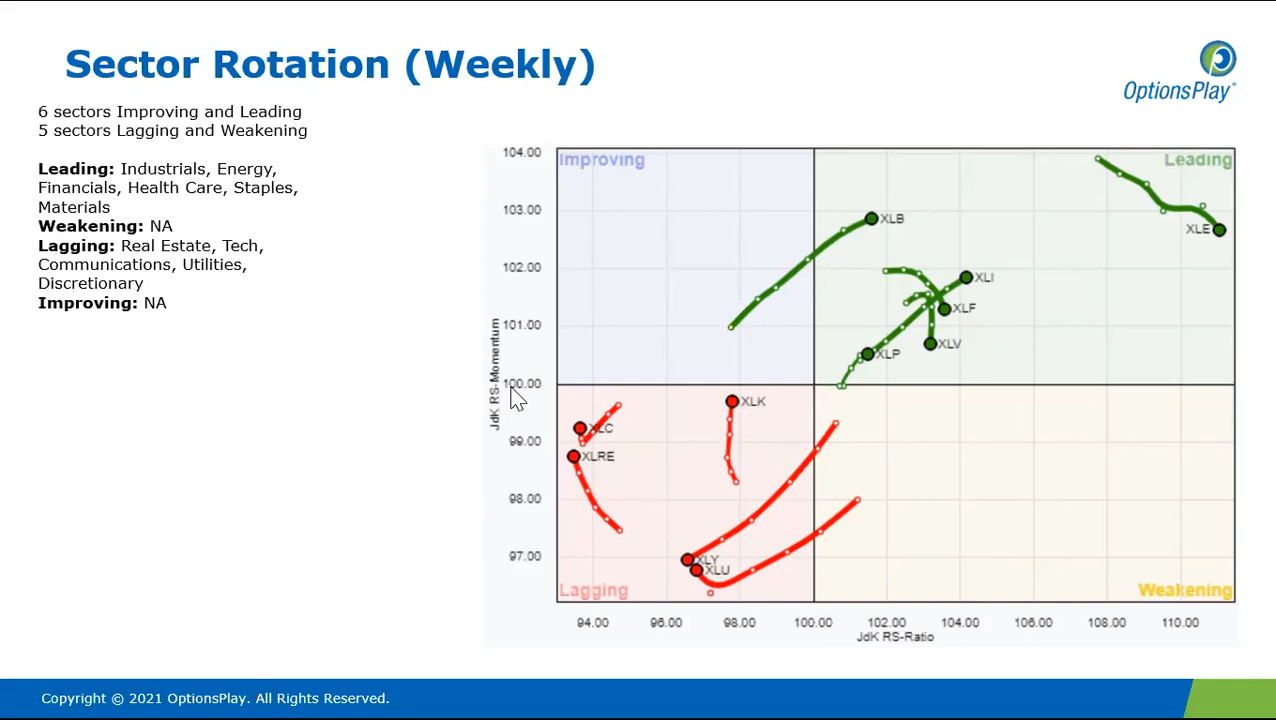 Sector Rotation (Weekly)
OptionsPlay®
6 sectors Improving and Leading
5 sectors Lagging and Weakening
Leading: Industrials, Energy,
Financials, Health Care, Staples,
Materials
Weakening: NA
Lagging: Real Estate, Tech,
Communications, Utilities,
Discretionary
Improving: NA
104.00
103.00
102.00
101.00
100.00
99.00
98.00
97.00
JdK RS-Momentum
Improving
Leading
XLB
XLE
XLI
XLF
XLV
XLP
XLK
XLC
XLRE
XLY
XLU
Lagging
Weakening
94.00 96.00 98.00 100.00 102.00 104.00 106.00 108.00 110.00
JdK RS-Ratio
Copyright © 2021 OptionsPlay. All Rights Reserved.